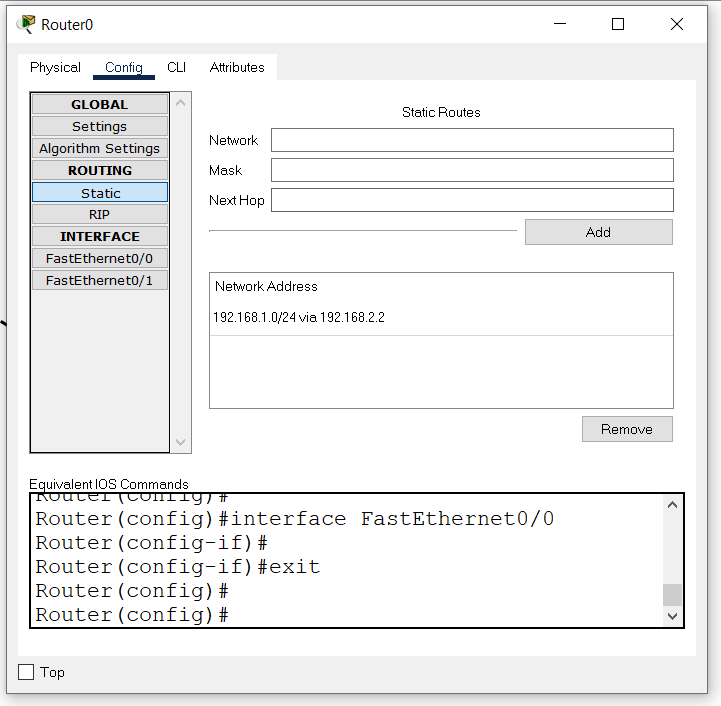 Router0
Physical Config CLI Attributes
GLOBAL
Settings
Algorithm Settings
ROUTING
Static
RIP
INTERFACE
FastEthernet0/0
FastEthernet0/1
Static Routes
Network
Mask
Next Hop
Add
Network Address
192.168.1.0/24 via 192.168.2.2
Remove
Equivalent IOS Commands
Router(config)#
Router(config)#interface FastEthernet0/0
Router(config-if)#
Router(config-if)#exit
Router(config)#
Router(config)#
Top